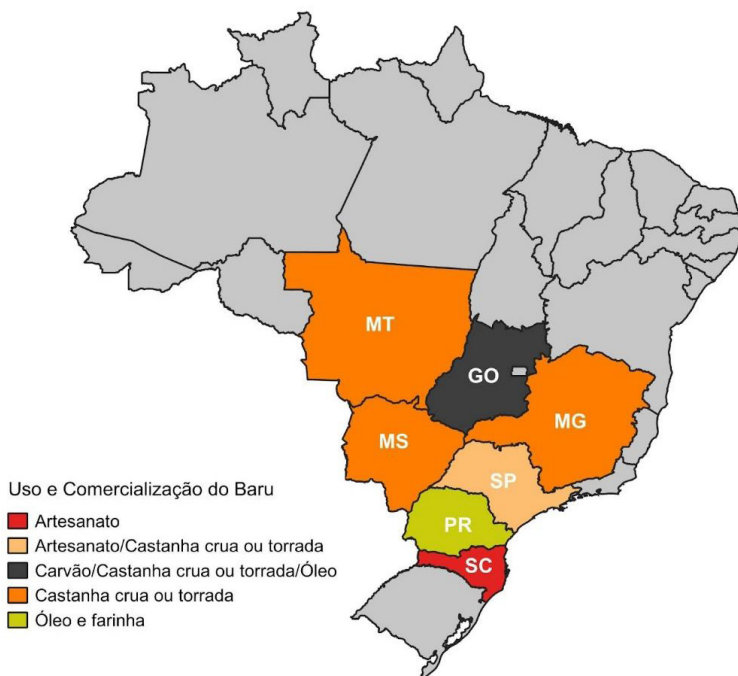 MT
GO
MG
MS
SP
PR
SC
Uso e Comercialização do Baru
Artesanato
Artesanato/Castanha crua ou torrada
Carvão/Castanha crua ou torrada/Óleo
Castanha crua ou torrada
Óleo e farinha